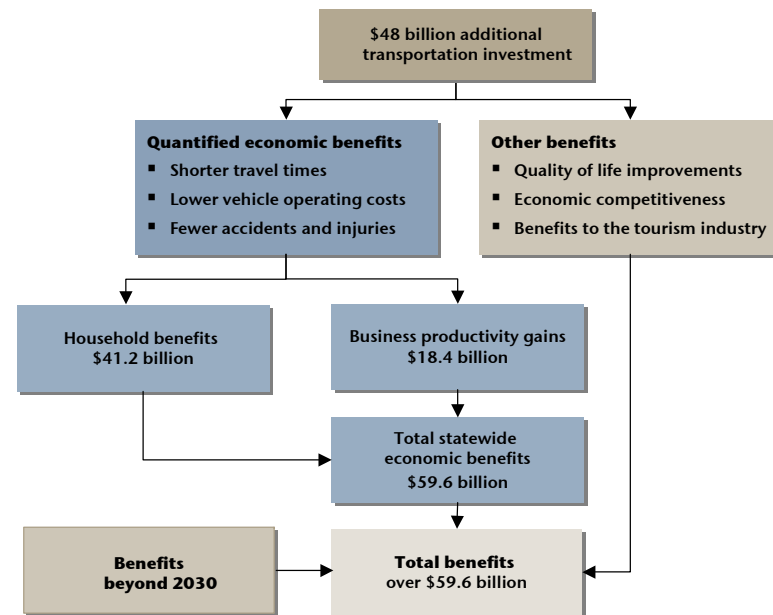 $48 billion additional
transportation investment
Quantified economic benefits
▪ Shorter travel times
▪ Lower vehicle operating costs
▪ Fewer accidents and injuries
Other benefits
▪ Quality of life improvements
▪ Economic competitiveness
▪ Benefits to the tourism industry
Household benefits
$41.2 billion
Business productivity gains
$18.4 billion
Total statewide
economic benefits
$59.6 billion
Benefits
beyond 2030
Total benefits
over $59.6 billion